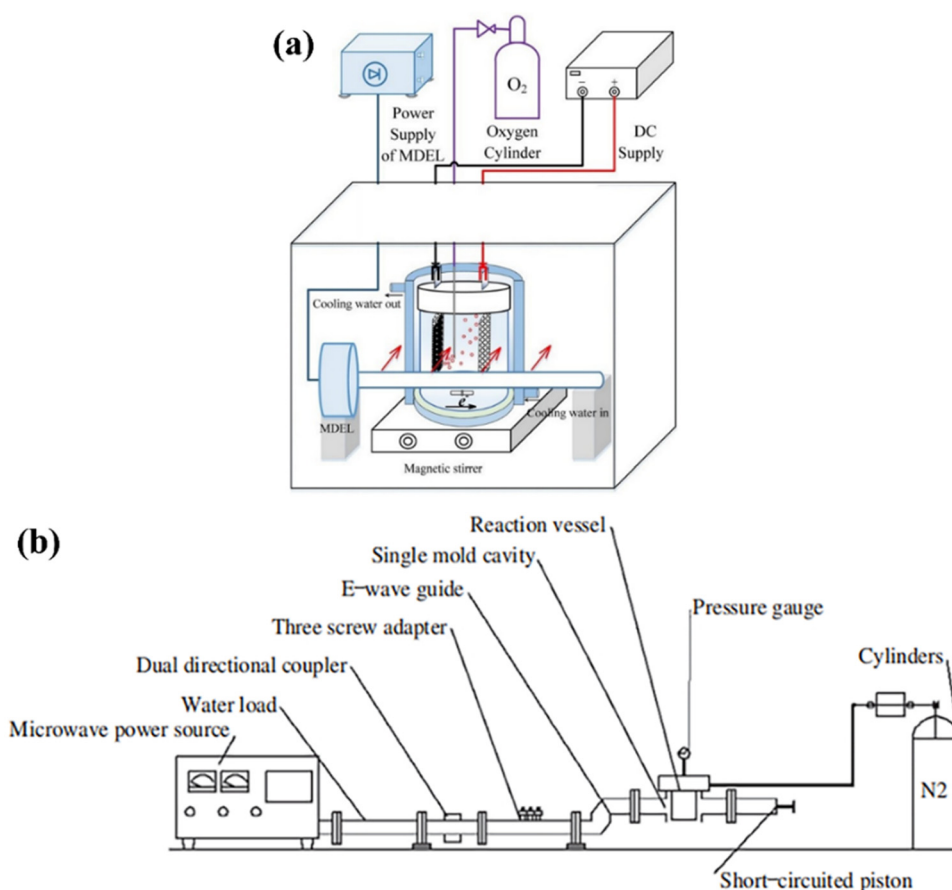 (a)
O2
Power
Supply
of MDEL
Oxygen
Cylinder
− +
DC
Supply
Cooling water out
e
MDEL
Cooling water in
Magnetic stirrer
(b)
Reaction vessel
Single mold cavity
E-wave guide
Pressure gauge
Three screw adapter
Cylinders
Dual directional coupler
Water load
Microwave power source
N2
Short-circuited piston